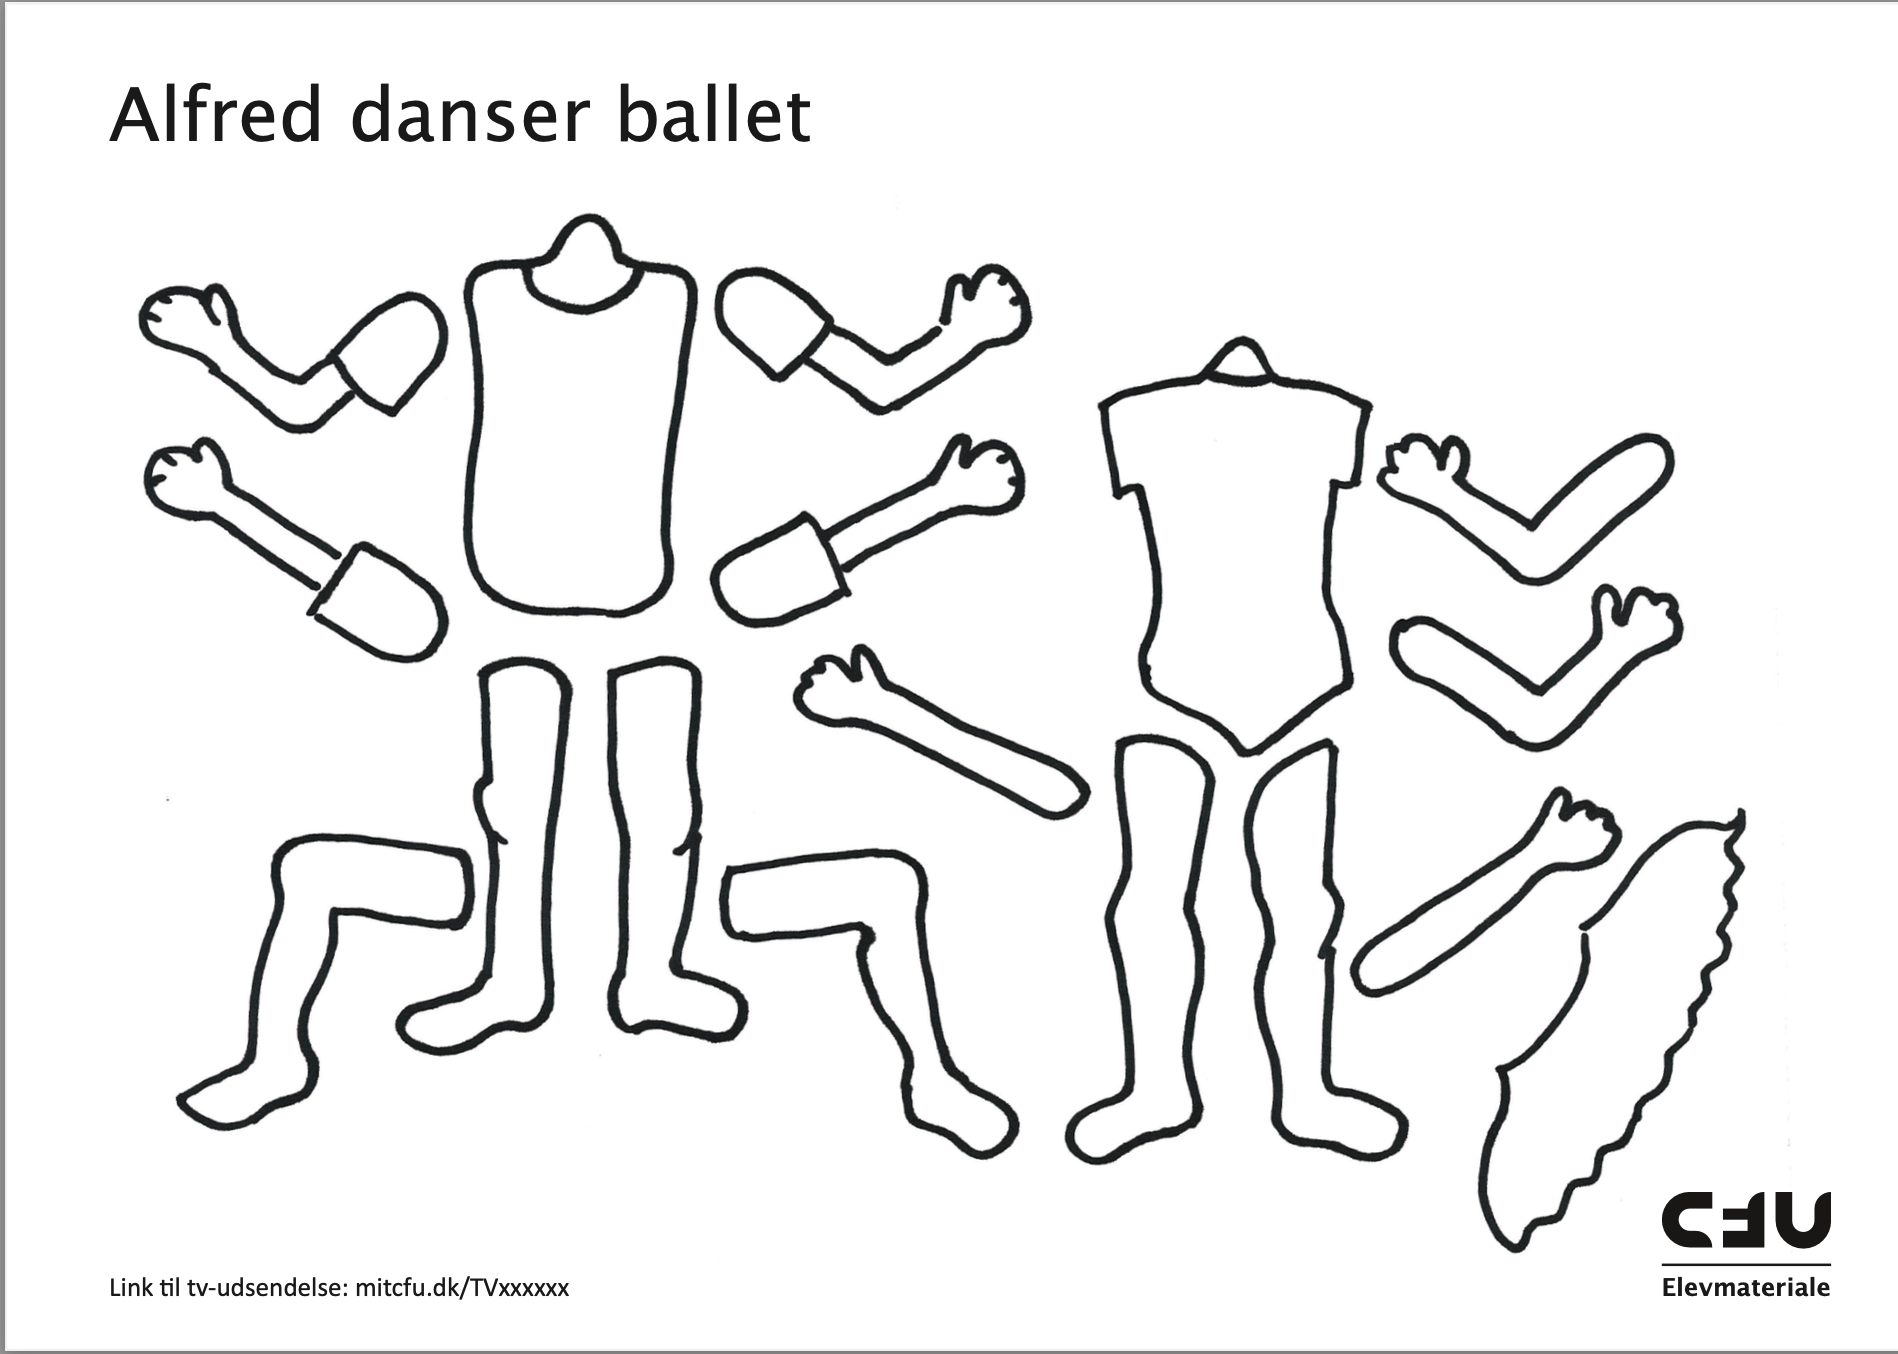 Alfred danser ballet
Link til tv-udsendelse: mitcfu.dk/TVxxxxxx
CFU
Elevmateriale